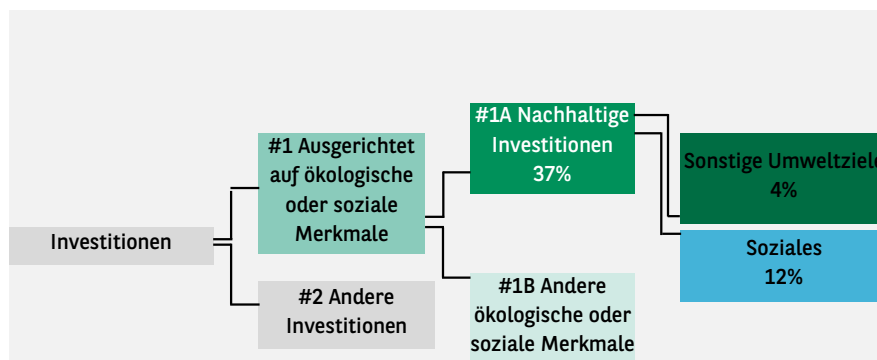 Investitionen
#1 Ausgerichtet
auf ökologische
oder soziale
Merkmale
#2 Andere
Investitionen
#1A Nachhaltige
Investitionen
37%
#1B Andere
ökologische oder
soziale Merkmale
Sonstige Umweltziele
4%
Soziales
12%